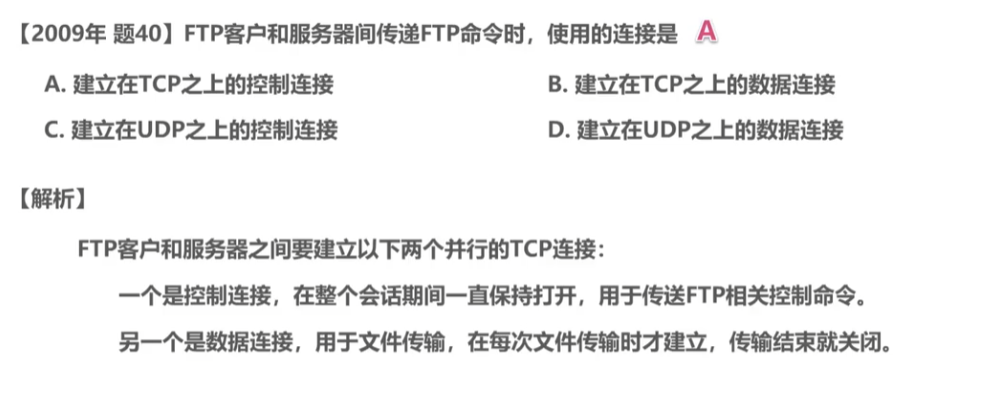 【2009年 题40】FTP客户和服务器间传递FTP命令时，使用的连接是 A
A. 建立在TCP之上的控制连接 B. 建立在TCP之上的数据连接
C. 建立在UDP之上的控制连接 D. 建立在UDP之上的数据连接
【解析】
FTP客户和服务器之间要建立以下两个并行的TCP连接：
一个是控制连接，在整个会话期间一直保持打开，用于传送FTP相关控制命令。
另一个是数据连接，用于文件传输，在每次文件传输时才建立，传输结束就关闭。